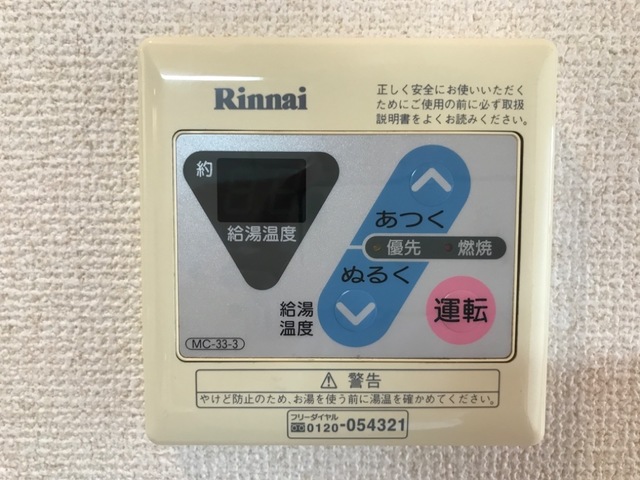 Rinnai
正しく安全にお使いいただく
ためにご使用の前に必ず取扱
説明書をよくお読みください。
約
給湯温度
あつく
優先 燃焼
ぬるく
給湯
温度
運転
MC-33-3
⚠ 警告
やけど防止のため、お湯を使う前に湯温を確かめてください。
フリーダイヤル
0120-054321